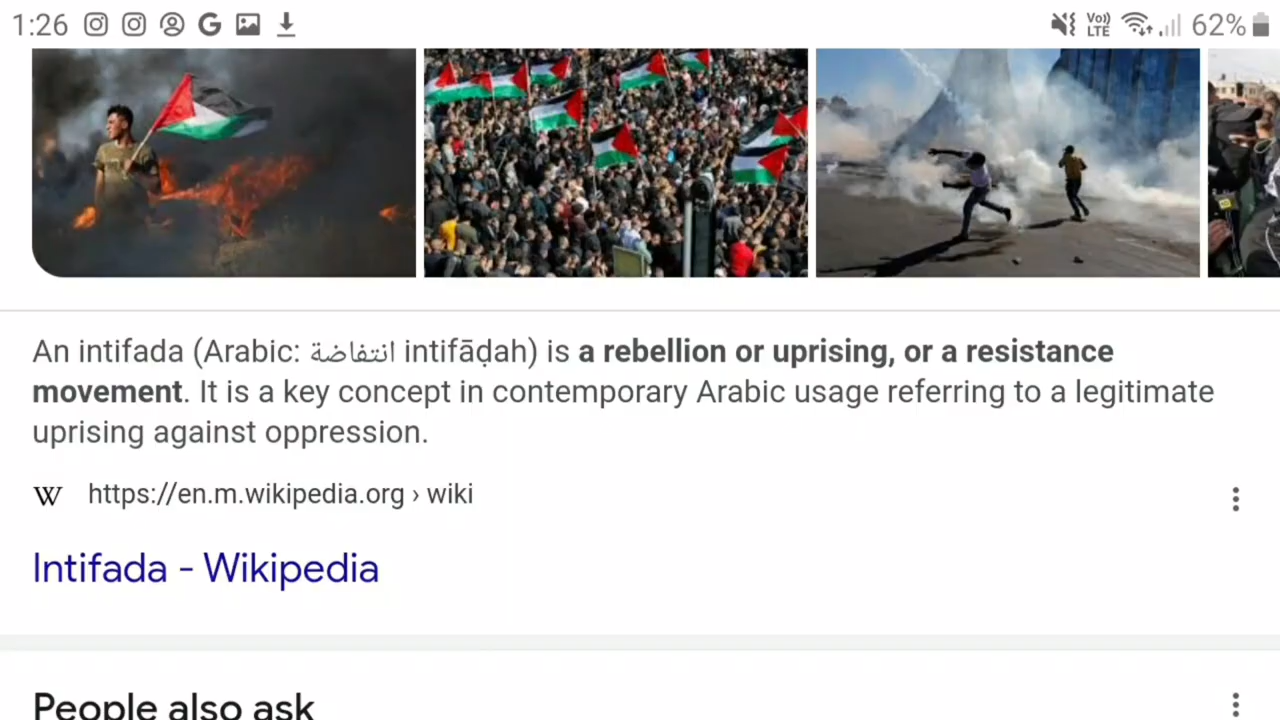 1:26
Vo))
LTE
62%
An intifada (Arabic: انتفاضة intifāḍah) is a rebellion or uprising, or a resistance
movement. It is a key concept in contemporary Arabic usage referring to a legitimate
uprising against oppression.
W https://en.m.wikipedia.org › wiki
Intifada - Wikipedia
People also ask